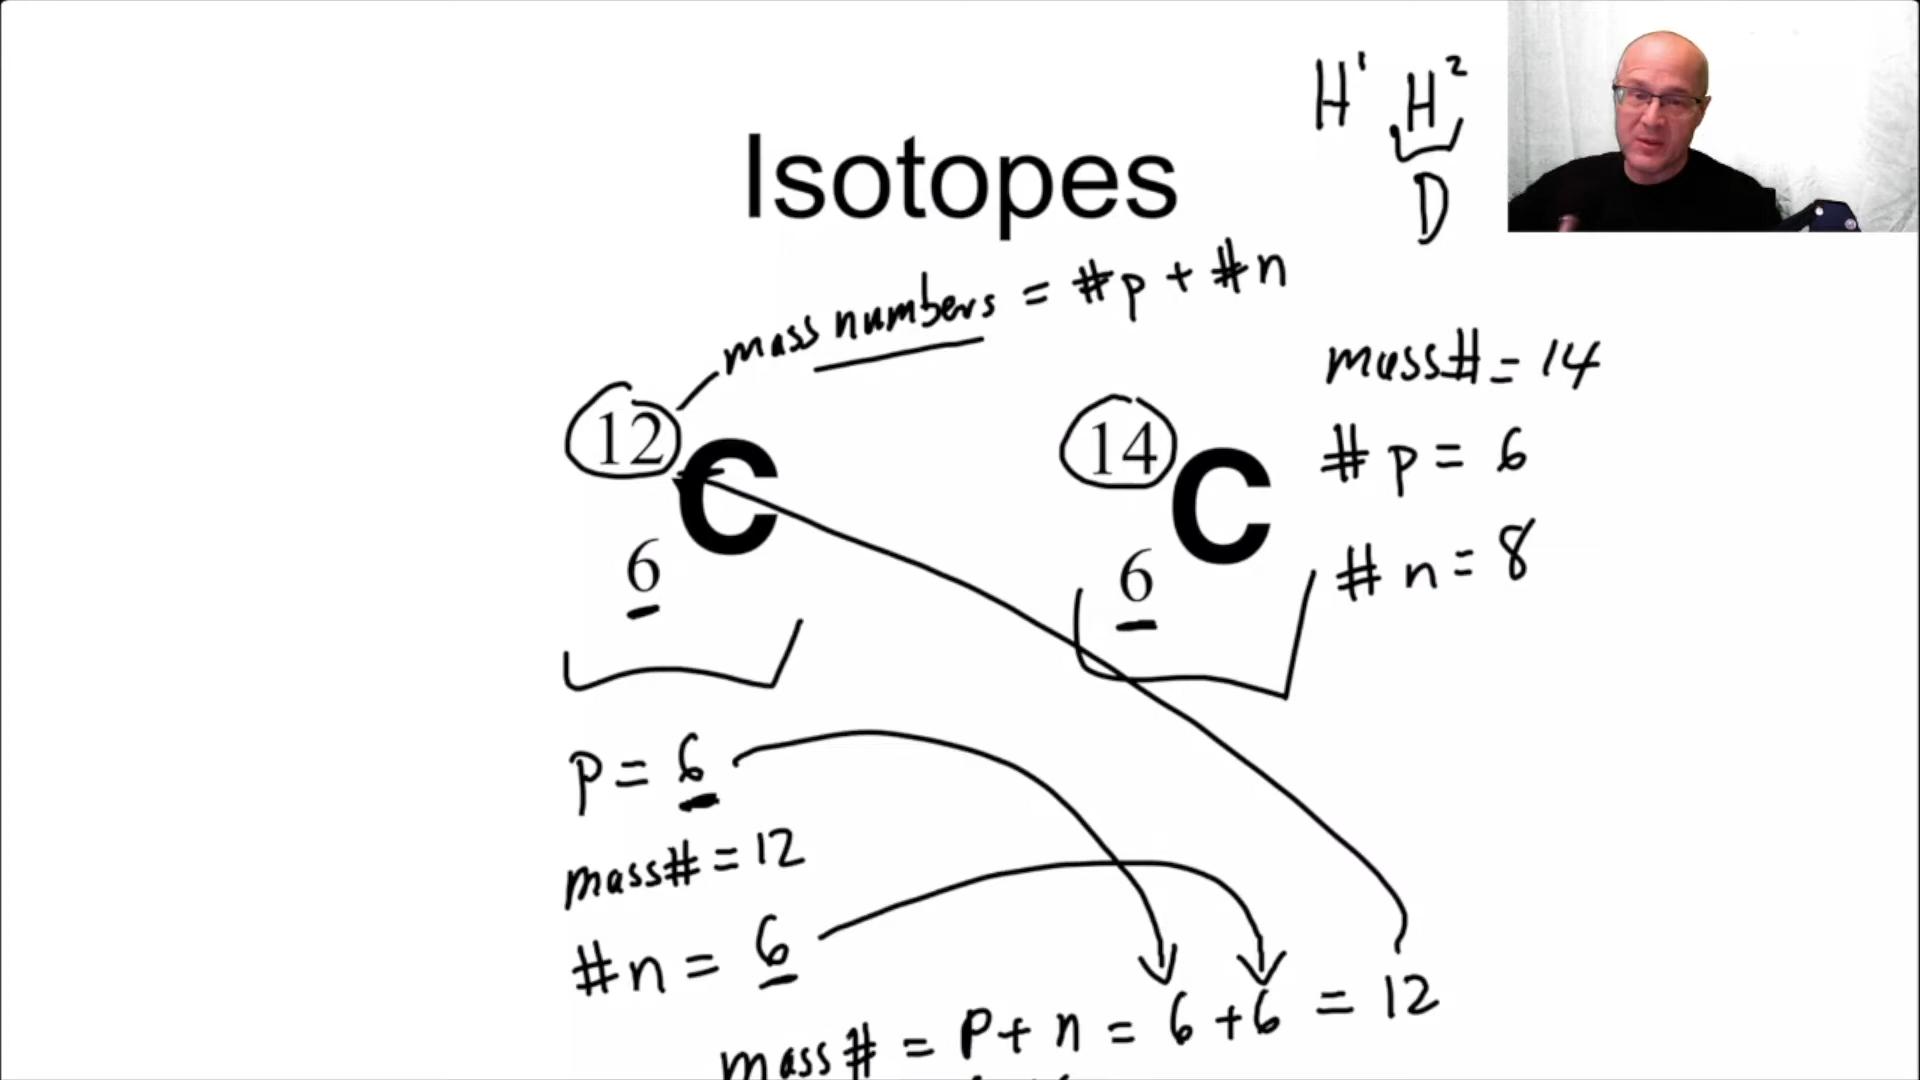 H¹ H²
D
Isotopes
mass numbers = #p + #n
12 C
6
14 C
6
mass# = 14
# p = 6
# n = 8
p = 6
mass# = 12
#n = 6
mass# = p + n = 6 + 6 = 12